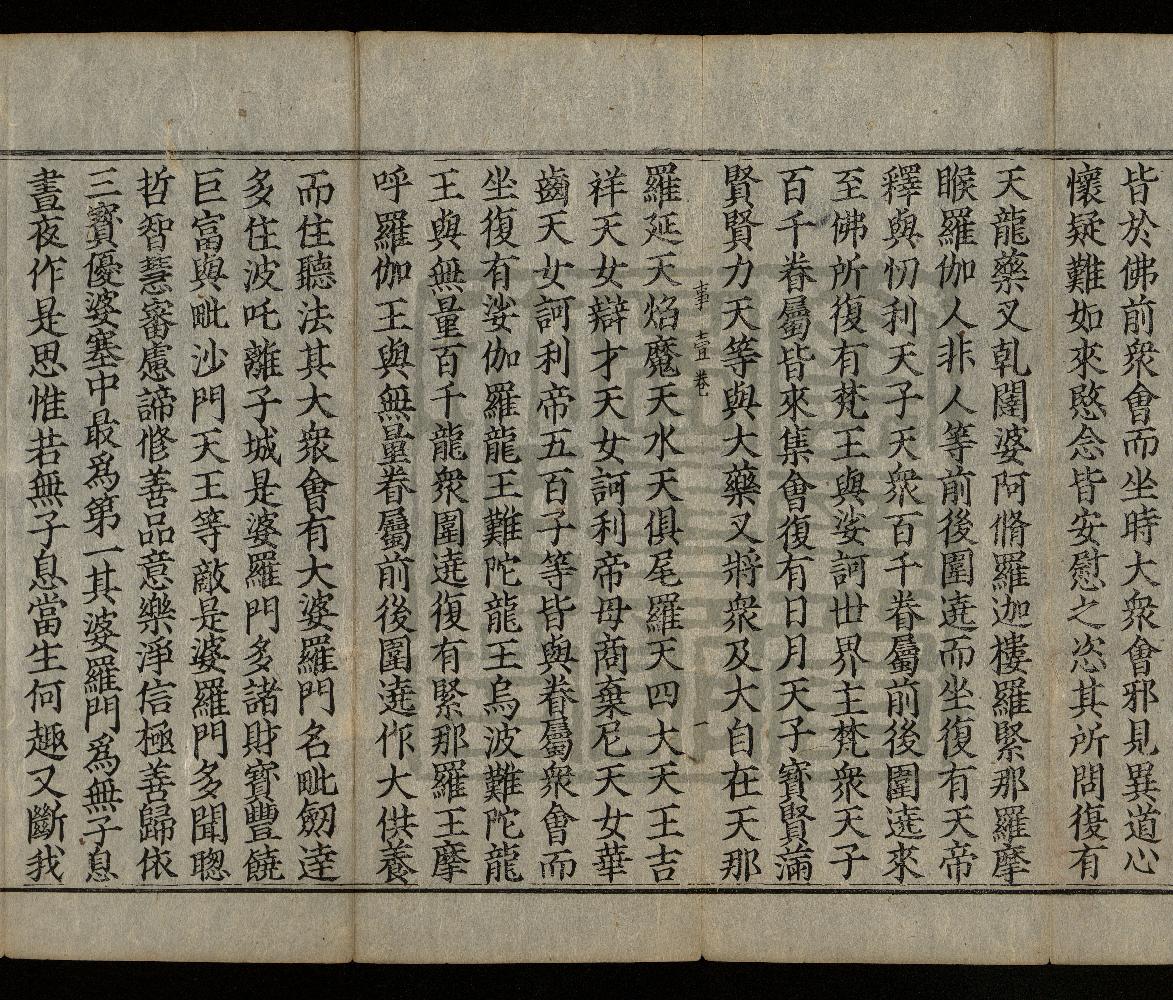 皆於佛前衆會而坐時大衆會邪見異道心
懷疑難如來愍念皆安慰之恣其所問復有
天龍藥叉乹闥婆阿脩羅迦樓羅緊那羅摩
睺羅伽人非人等前後圍遶而坐復有天帝
釋與忉利天子天衆百千眷屬前後圍遶來
至佛所復有梵王與娑訶世界主梵衆天子
百千眷屬皆來集會復有日月天子寳賢滿
賢賢力天等與大藥叉將衆及大自在天那
事 壹卷 一
羅延天焰魔天水天俱尾羅天四大天王吉
祥天女辯才天女訶利帝母商棄尼天女華
齒天女訶利帝五百子等皆與眷屬衆會而
坐復有娑伽羅龍王難陀龍王烏波難陀龍
王與無量百千龍衆圍遶復有緊那羅王摩
呼羅伽王與無量眷屬前後圍遶作大供養
而住聽法其大衆會有大婆羅門名毗劒逹
多住波吒離子城是婆羅門多諸財寳豐饒
巨富與毗沙門天王等敵是婆羅門多聞聦
哲智慧審慮諦修善品意樂淨信極善歸依
三寳優婆塞中最爲第一其婆羅門爲無子息
晝夜作是思惟若無子息當生何趣又斷我